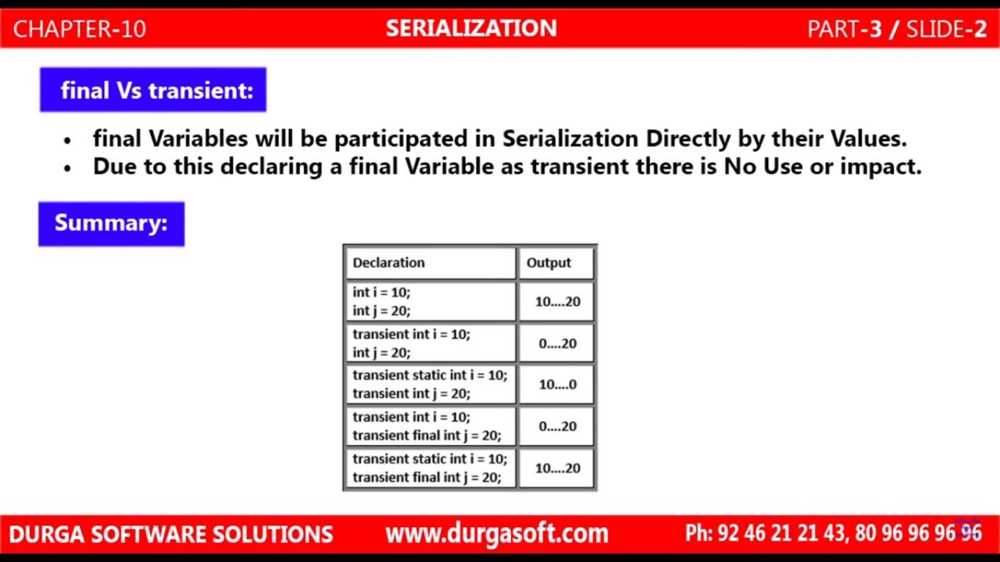 CHAPTER-10
SERIALIZATION
PART-3 / SLIDE-2
final Vs transient:
• final Variables will be participated in Serialization Directly by their Values.
• Due to this declaring a final Variable as transient there is No Use or impact.
Summary:
Declaration
Output
int i = 10;
int j = 20;
10....20
transient int i = 10;
int j = 20;
0....20
transient static int i = 10;
transient int j = 20;
10....0
transient int i = 10;
transient final int j = 20;
0....20
transient static int i = 10;
transient final int j = 20;
10....20
DURGA SOFTWARE SOLUTIONS
www.durgasoft.com
Ph: 92 46 21 21 43, 80 96 96 96 96